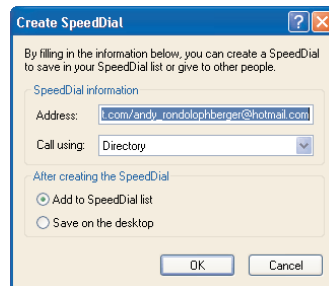 Create SpeedDial
By filling in the information below, you can create a SpeedDial
to save in your SpeedDial list or give to other people.
SpeedDial information
Address: t.com/andy_rondolophberger@hotmail.com
Call using: Directory
After creating the SpeedDial
Add to SpeedDial list
Save on the desktop
OK Cancel